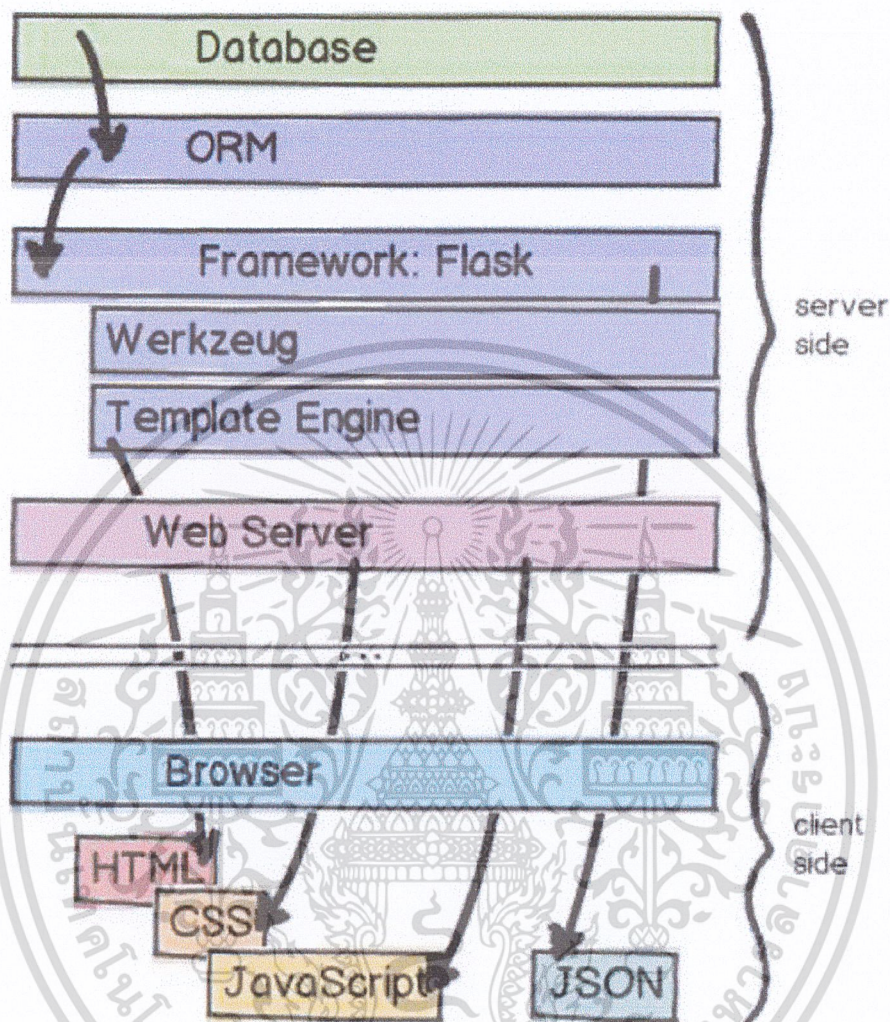 Database
ORM
Framework: Flask
Werkzeug
Template Engine
Web Server
server
side
...
Browser
HTML
CSS
JavaScript
JSON
client
side